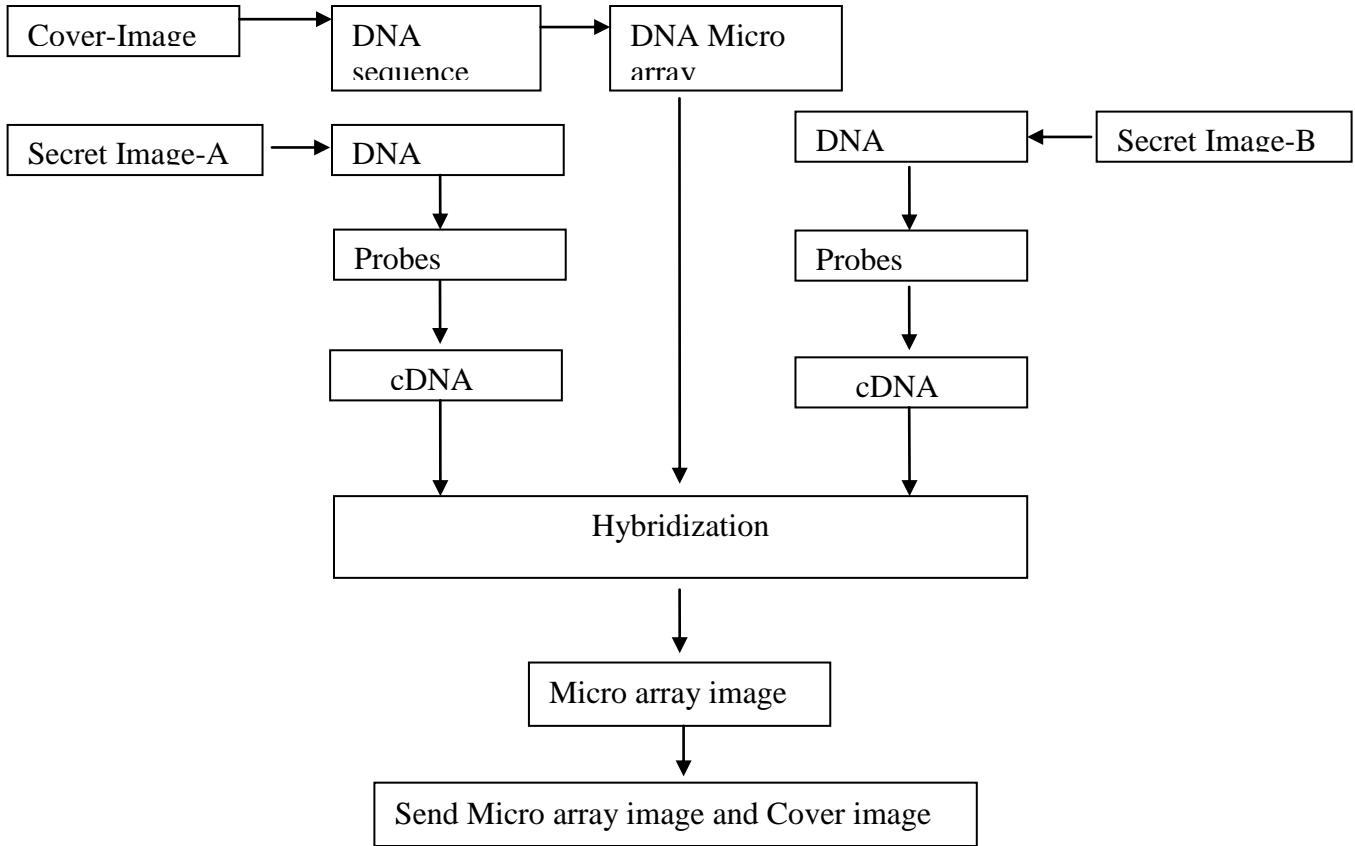 Cover-Image
DNA
sequence
DNA Micro
array
Secret Image-A
DNA
DNA
Secret Image-B
Probes
Probes
cDNA
cDNA
Hybridization
Micro array image
Send Micro array image and Cover image